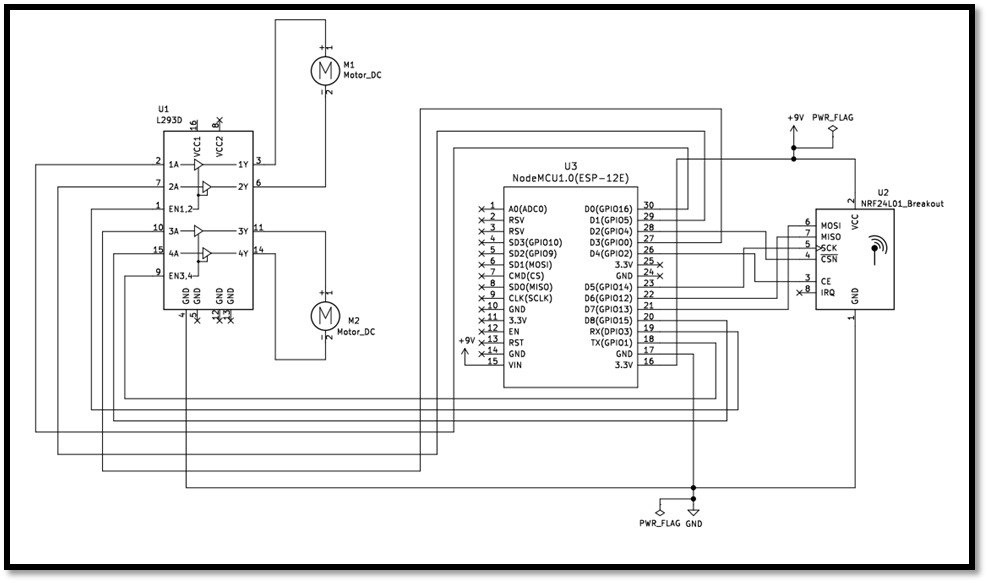 U1
L293D
16
8
VCC1
VCC2
2 1A 1Y 3
7 2A 2Y 6
1 EN1,2
10 3A 3Y 11
15 4A 4Y 14
9 EN3,4
GND GND GND GND
4 5 12 13
+ 1
M M1
Motor_DC
- 2
+ 1
M M2
Motor_DC
- 2
U3
NodeMCU1.0(ESP-12E)
1 A0(ADC0) D0(GPIO16) 30
2 RSV D1(GPIO5) 29
3 RSV D2(GPIO4) 28
4 SD3(GPIO10) D3(GPIO0) 27
5 SD2(GPIO9) D4(GPIO2) 26
6 SD1(MOSI) 3.3V 25
7 CMD(CS) GND 24
8 SD0(MISO) D5(GPIO14) 23
9 CLK(SCLK) D6(GPIO12) 22
10 GND D7(GPIO13) 21
11 3.3V D8(GPIO15) 20
12 EN RX(DPIO3) 19
13 RST TX(GPIO1) 18
14 GND GND 17
15 VIN 3.3V 16
+9V
+9V PWR_FLAG
U2
NRF24L01_Breakout
2
VCC
6 MOSI
7 MISO
5 SCK
4 CSN
3 CE
8 IRQ
GND
1
PWR_FLAG GND